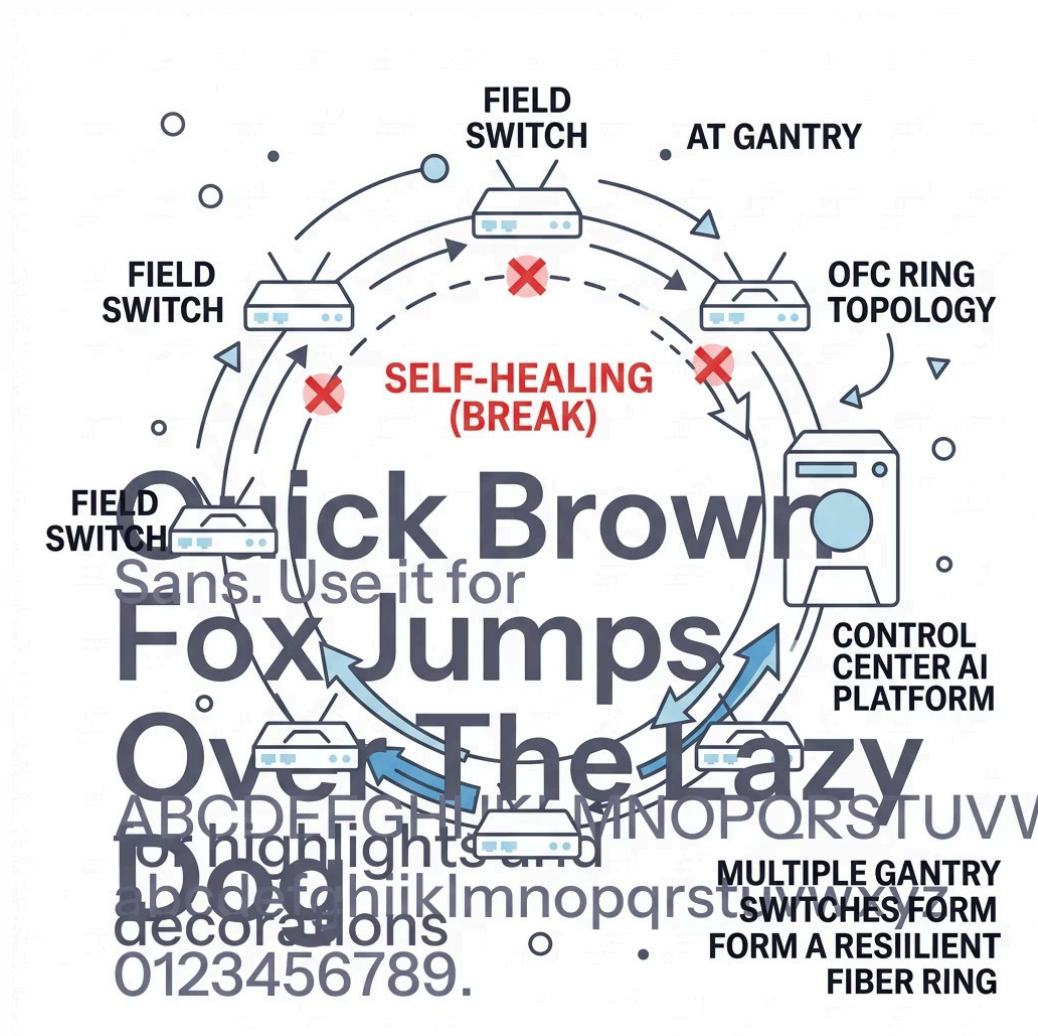 FIELD
SWITCH
AT GANTRY
FIELD
SWITCH
OFC RING
TOPOLOGY
SELF-HEALING
(BREAK)
FIELD
SWITCH
Quick Brown
Sans. Use it for
Fox Jumps
CONTROL
CENTER AI
PLATFORM
Over The Lazy
ABCDEFGHIJKLMNOPQRSTUVW
for highlights and
Dog
abcdefghijklmnopqrstuvwxyz
decorations
0123456789.
MULTIPLE GANTRY
SWITCHES FORM
FORM A RESIILIENT
FIBER RING